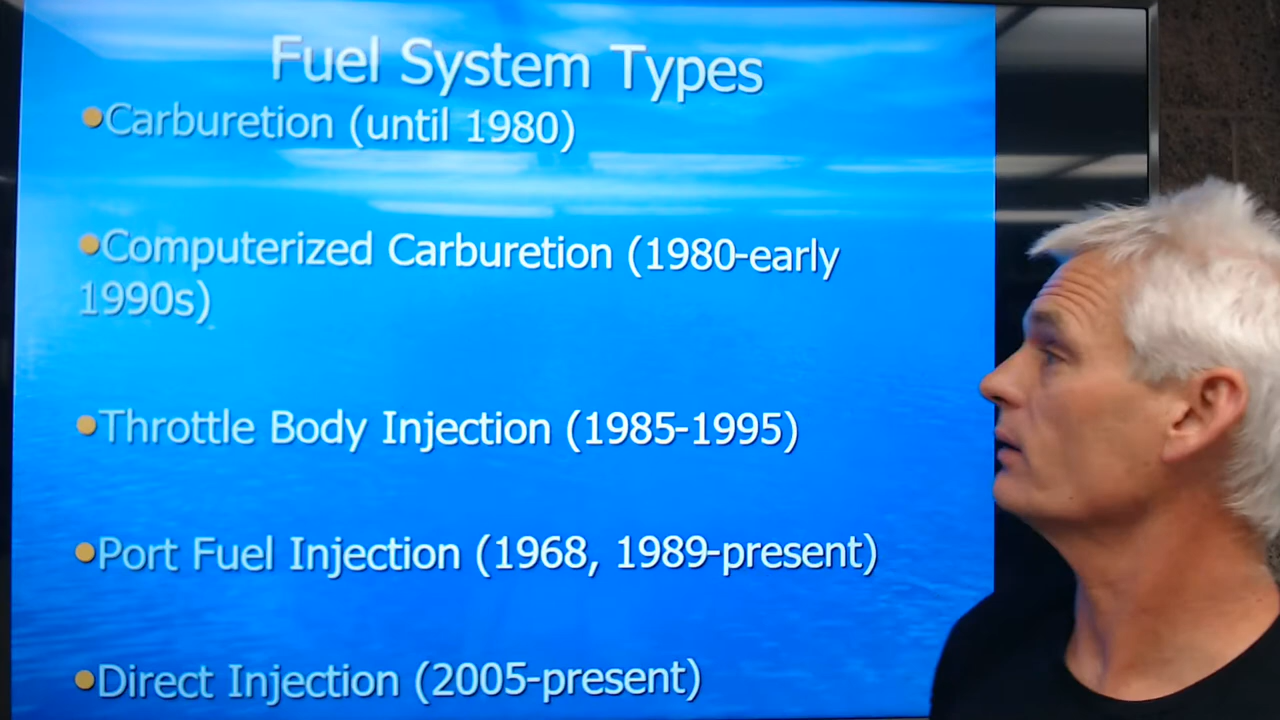 Fuel System Types
Carburetion (until 1980)
Computerized Carburetion (1980-early
1990s)
Throttle Body Injection (1985-1995)
Port Fuel Injection (1968, 1989-present)
Direct Injection (2005-present)